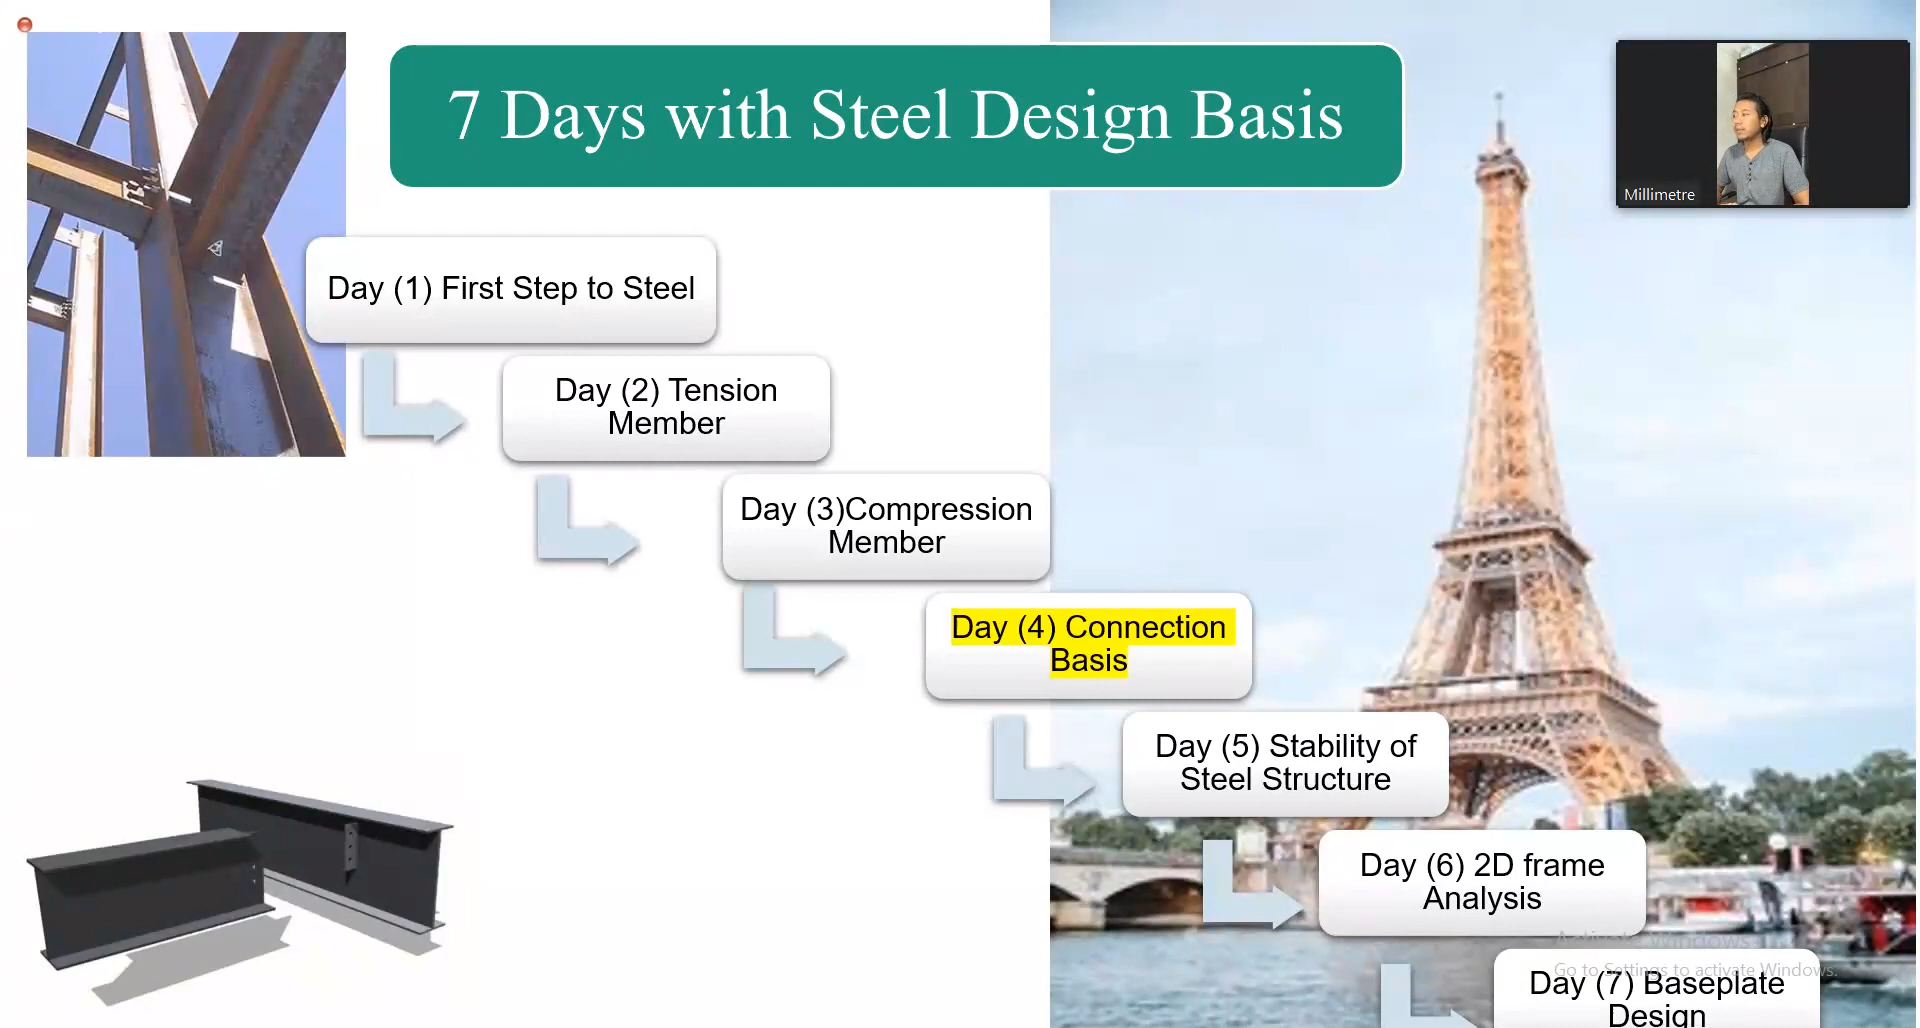 7 Days with Steel Design Basis
Millimetre
Day (1) First Step to Steel
Day (2) Tension
Member
Day (3)Compression
Member
Day (4) Connection
Basis
Day (5) Stability of
Steel Structure
Day (6) 2D frame
Analysis
Activate Windows
Go to Settings to activate Windows.
Day (7) Baseplate
Design